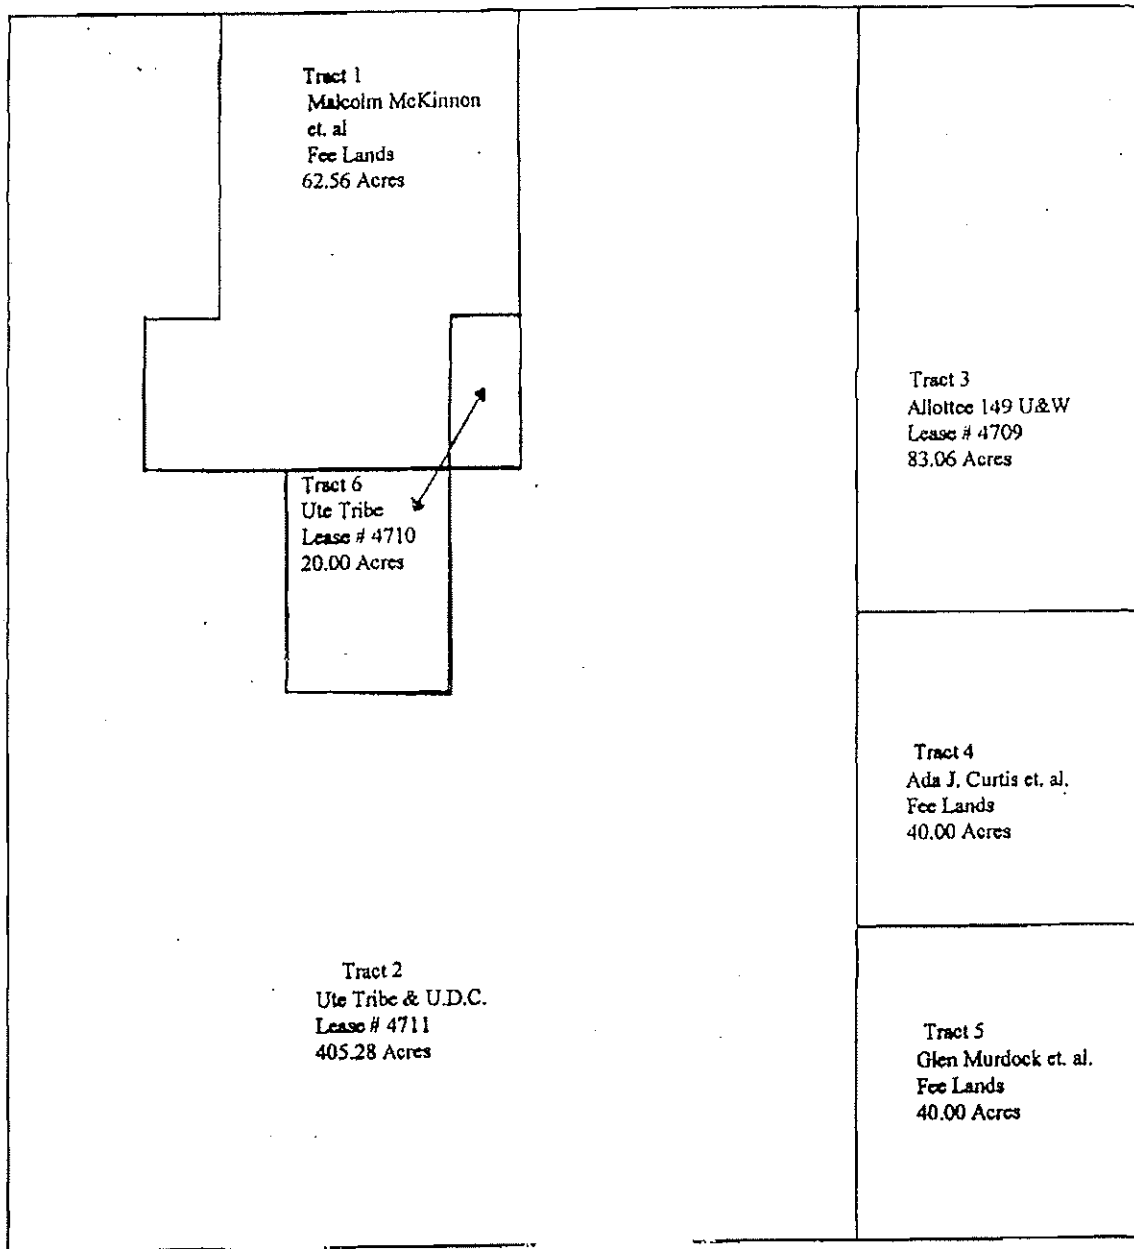 Tract 1
Malcolm McKinnon
et. al
Fee Lands
62.56 Acres
Tract 3
Allottee 149 U&W
Lease # 4709
83.06 Acres
Tract 6
Ute Tribe
Lease # 4710
20.00 Acres
Tract 4
Ada J. Curtis et. al.
Fee Lands
40.00 Acres
Tract 2
Ute Tribe & U.D.C.
Lease # 4711
405.28 Acres
Tract 5
Glen Murdock et. al.
Fee Lands
40.00 Acres